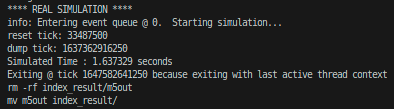 **** REAL SIMULATION ****
info: Entering event queue @ 0.  Starting simulation...
reset tick: 33487500
dump tick: 1637362916250
Simulated Time : 1.637329 seconds
Exiting @ tick 1647582641250 because exiting with last active thread context
rm -rf index_result/m5out
mv m5out index_result/